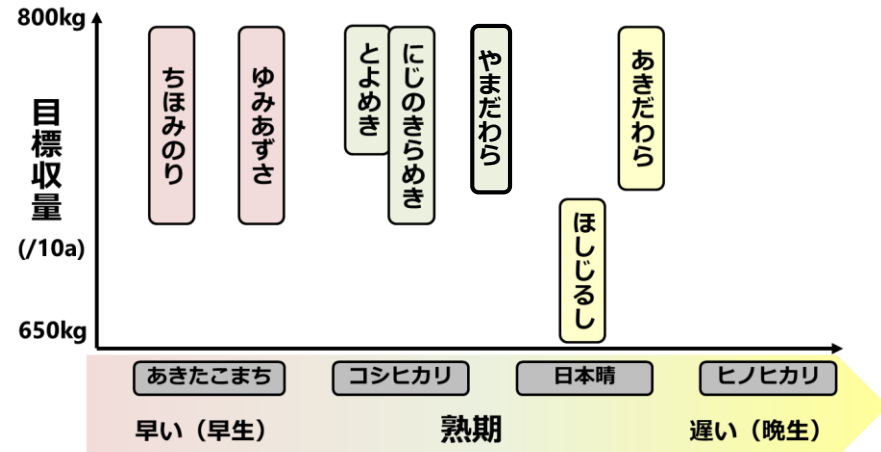 800kg
目標収量
(/10a)
650kg
ちほみのり
ゆみあずさ
とよめき
にじのきらめき
やまだわら
ほしじるし
あきだわら
あきたこまち
コシヒカリ
日本晴
ヒノヒカリ
早い（早生）
熟期
遅い（晩生）